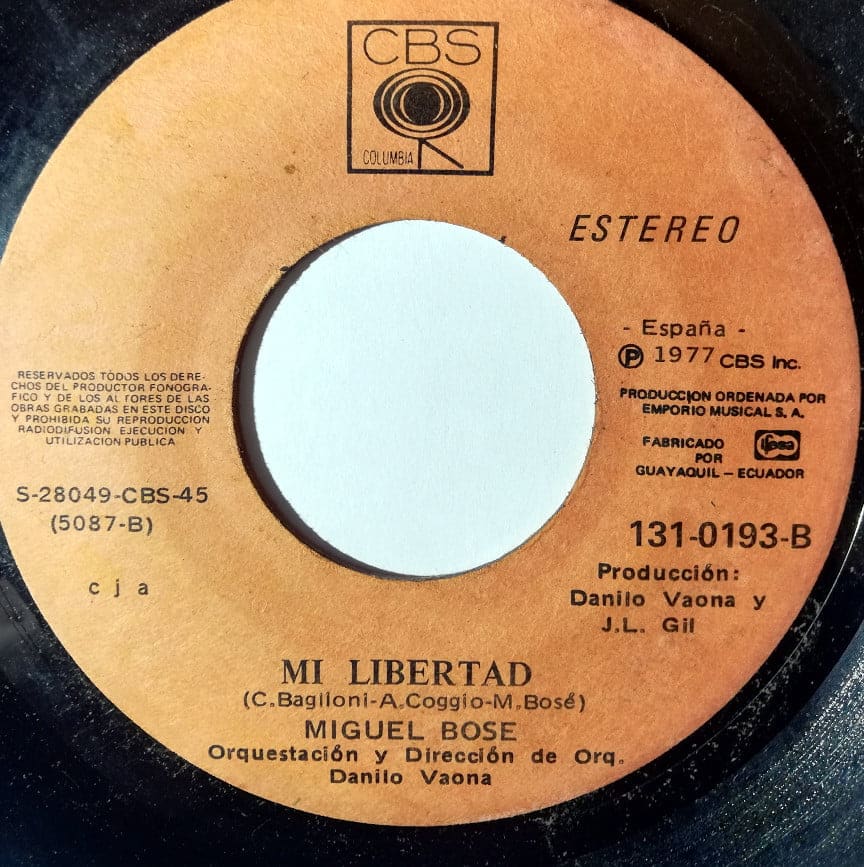 CBS
COLUMBIA
ESTEREO
- España -
Ⓟ 1977 CBS Inc.
PRODUCCION ORDENADA POR
EMPORIO MUSICAL S. A.
FABRICADO
POR
ifesa
GUAYAQUIL – ECUADOR
RESERVADOS TODOS LOS DERE-
CHOS DEL PRODUCTOR FONOGRA-
FICO Y DE LOS AUTORES DE LAS
OBRAS GRABADAS EN ESTE DISCO
Y PROHIBIDA SU REPRODUCCION
RADIODIFUSION EJECUCION Y
UTILIZACION PUBLICA
S-28049-CBS-45
(5087-B)
c j a
131-0193-B
Producción:
Danilo Vaona y
J.L. Gil
MI LIBERTAD
(C.Baglioni-A.Coggio-M.Bosé)
MIGUEL BOSE
Orquestación y Dirección de Orq.
Danilo Vaona